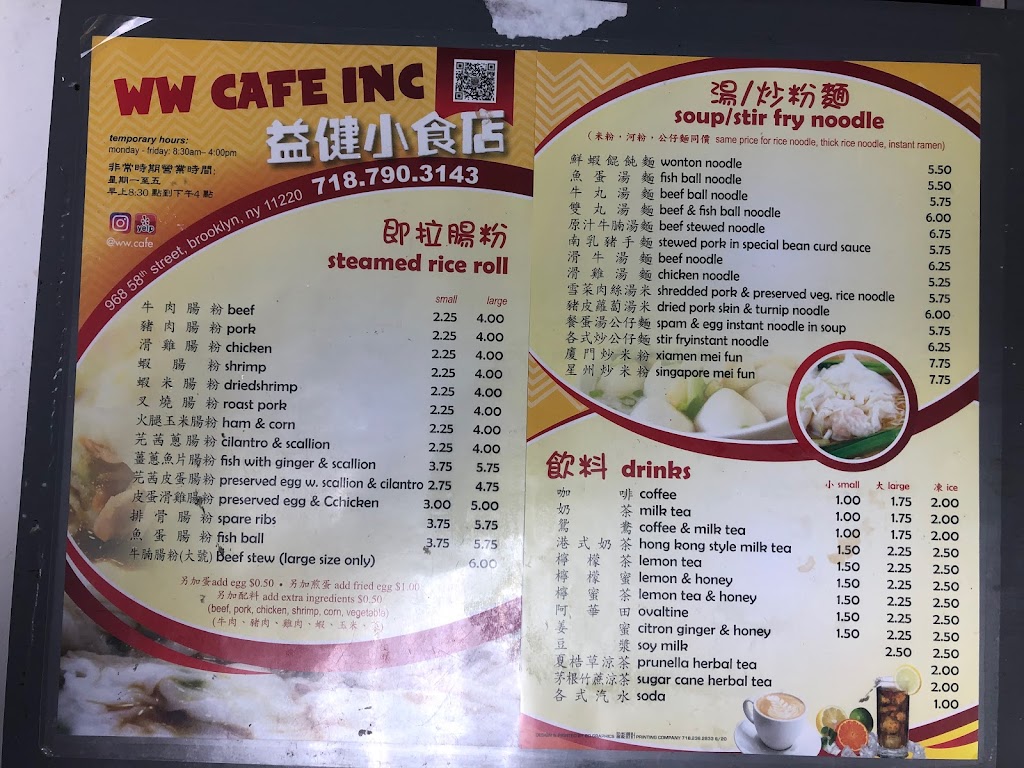 WW CAFE INC
益健小食店
temporary hours:
monday - friday: 8:30am– 4:00pm
非常時期營業時間:
星期一至五
早上8:30 點到下午4 點
yelp
@ww.cafe
968 58th street, brooklyn, ny 11220 718.790.3143
即拉腸粉
steamed rice roll
small large
牛肉腸粉 beef 2.25 4.00
豬肉腸粉 pork 2.25 4.00
滑雞腸粉 chicken 2.25 4.00
蝦腸粉 shrimp 2.25 4.00
蝦米腸粉 driedshrimp 2.25 4.00
叉燒腸粉 roast pork 2.25 4.00
火腿玉米腸粉 ham & corn 2.25 4.00
芫茜蔥腸粉 cilantro & scallion 2.25 4.00
薑蔥魚片腸粉 fish with ginger & scallion 3.75 5.75
芫茜皮蛋腸粉 preserved egg w. scallion & cilantro 2.75 4.75
皮蛋滑雞腸粉 preserved egg & Cchicken 3.00 5.00
排骨腸粉 spare ribs 3.75 5.75
魚蛋腸粉 fish ball 3.75 5.75
牛腩腸粉(大號) beef stew (large size only) 6.00
另加蛋add egg $0.50 • 另加煎蛋 add fried egg $1.00
另加配料 add extra ingredients $0.50
(beef, pork, chicken, shrimp, corn, vegetable)
(牛肉、豬肉、雞肉、蝦、玉米、 )
湯/炒粉麵
soup/stir fry noodle
(米粉，河粉，公仔麵同價 same price for rice noodle, thick rice noodle, instant ramen)
鮮蝦餛飩麵 wonton noodle 5.50
魚蛋湯麵 fish ball noodle 5.50
牛丸湯麵 beef ball noodle 5.75
雙丸湯麵 beef & fish ball noodle 6.00
原汁牛腩湯麵 beef stewed noodle 6.75
南乳豬手麵 stewed pork in special bean curd sauce 5.75
滑牛湯麵 beef noodle 6.25
滑雞湯麵 chicken noodle 5.25
雪菜肉絲湯米 shredded pork & preserved veg. rice noodle 5.75
豬皮蘿蔔湯米 dried pork skin & turnip noodle 6.00
餐蛋湯公仔麵 spam & egg instant noodle in soup 5.75
各式炒公仔麵 stir fryinstant noodle 6.25
廈門炒米粉 xiamen mei fun 7.75
星州炒米粉 singapore mei fun 7.75
飲料 drinks
小 small 大 large 凍 ice
咖啡 coffee 1.00 1.75 2.00
奶茶 milk tea 1.00 1.75 2.00
鴛鴦 coffee & milk tea 1.00 1.75 2.00
港式奶茶 hong kong style milk tea 1.50 2.25 2.50
檸檬茶 lemon tea 1.50 2.25 2.50
檸檬蜜 lemon & honey 1.50 2.25 2.50
檸蜜茶 lemon tea & honey 1.50 2.25 2.50
阿華田 ovaltine 1.50 2.25 2.50
姜蜜 citron ginger & honey 1.50 2.25 2.50
豆漿 soy milk 2.50 2.50
夏梏草涼茶 prunella herbal tea 2.00
茅根竹蔗涼茶 sugar cane herbal tea 2.00
各式汽水 soda 1.00
PRINTING COMPANY 718.238.2933 6/20